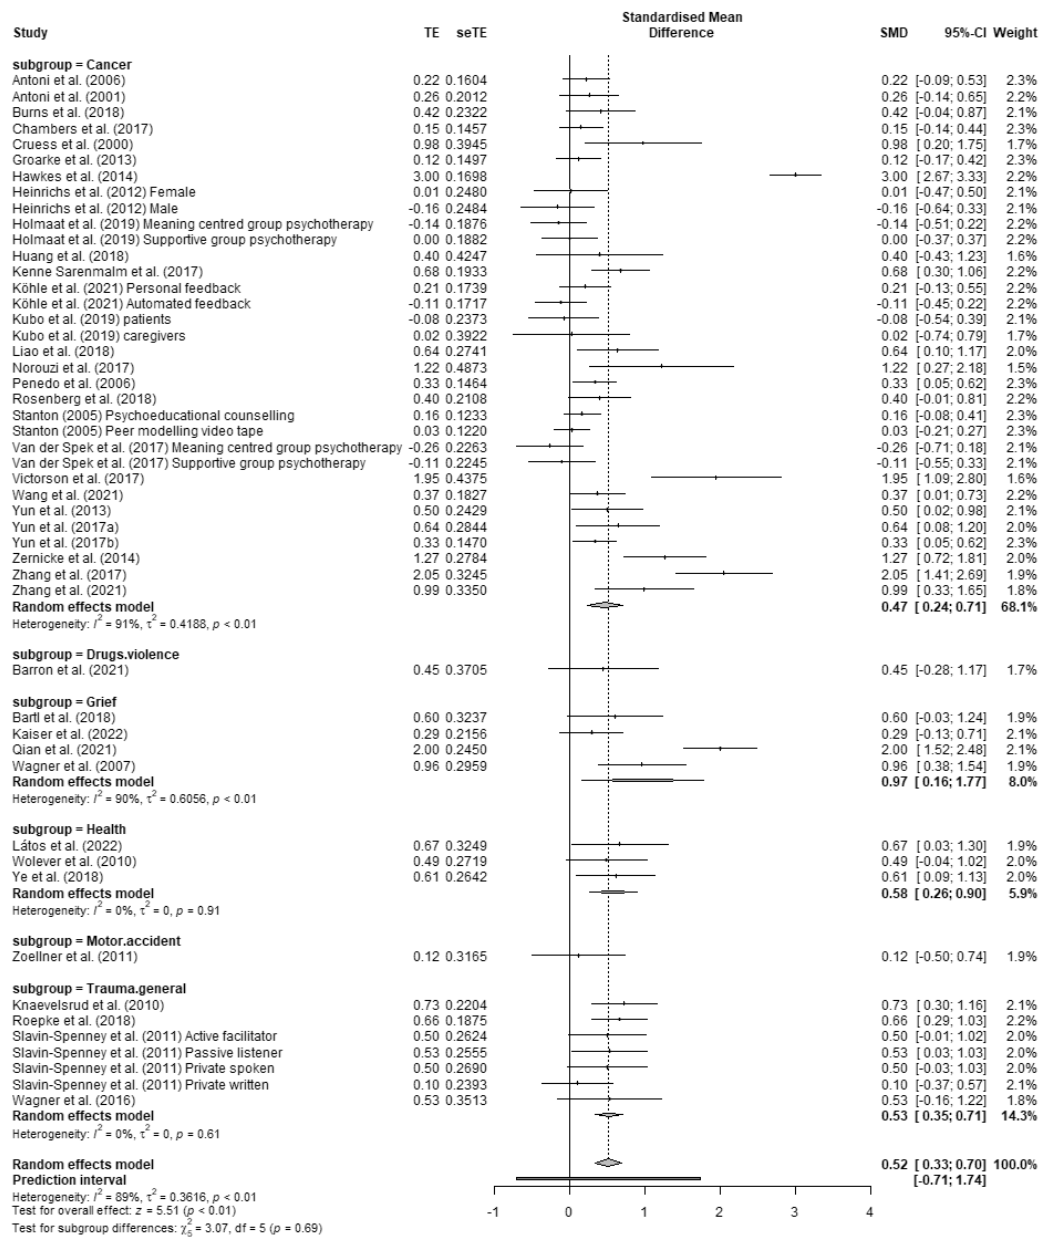 Standardised Mean
Study TE seTE Difference SMD 95%-CI Weight
subgroup = Cancer
Antoni et al. (2006) 0.22 0.1604 0.22 [-0.09; 0.53] 2.3%
Antoni et al. (2001) 0.26 0.2012 0.26 [-0.14; 0.65] 2.2%
Burns et al. (2018) 0.42 0.2322 0.42 [-0.04; 0.87] 2.1%
Chambers et al. (2017) 0.15 0.1457 0.15 [-0.14; 0.44] 2.3%
Cruess et al. (2000) 0.98 0.3945 0.98 [ 0.20; 1.75] 1.7%
Groarke et al. (2013) 0.12 0.1497 0.12 [-0.17; 0.42] 2.3%
Hawkes et al. (2014) 3.00 0.1698 3.00 [ 2.67; 3.33] 2.2%
Heinrichs et al. (2012) Female 0.01 0.2480 0.01 [-0.47; 0.50] 2.1%
Heinrichs et al. (2012) Male -0.16 0.2484 -0.16 [-0.64; 0.33] 2.1%
Holmaat et al. (2019) Meaning centred group psychotherapy -0.14 0.1876 -0.14 [-0.51; 0.22] 2.2%
Holmaat et al. (2019) Supportive group psychotherapy 0.00 0.1882 0.00 [-0.37; 0.37] 2.2%
Huang et al. (2018) 0.40 0.4247 0.40 [-0.43; 1.23] 1.6%
Kenne Sarenmalm et al. (2017) 0.68 0.1933 0.68 [ 0.30; 1.06] 2.2%
Köhle et al. (2021) Personal feedback 0.21 0.1739 0.21 [-0.13; 0.55] 2.2%
Köhle et al. (2021) Automated feedback -0.11 0.1717 -0.11 [-0.45; 0.22] 2.2%
Kubo et al. (2019) patients -0.08 0.2373 -0.08 [-0.54; 0.39] 2.1%
Kubo et al. (2019) caregivers 0.02 0.3922 0.02 [-0.74; 0.79] 1.7%
Liao et al. (2018) 0.64 0.2741 0.64 [ 0.10; 1.17] 2.0%
Norouzi et al. (2017) 1.22 0.4873 1.22 [ 0.27; 2.18] 1.5%
Penedo et al. (2006) 0.33 0.1464 0.33 [ 0.05; 0.62] 2.3%
Rosenberg et al. (2018) 0.40 0.2108 0.40 [-0.01; 0.81] 2.2%
Stanton (2005) Psychoeducational counselling 0.16 0.1233 0.16 [-0.08; 0.41] 2.3%
Stanton (2005) Peer modelling video tape 0.03 0.1220 0.03 [-0.21; 0.27] 2.3%
Van der Spek et al. (2017) Meaning centred group psychotherapy -0.26 0.2263 -0.26 [-0.71; 0.18] 2.1%
Van der Spek et al. (2017) Supportive group psychotherapy -0.11 0.2245 -0.11 [-0.55; 0.33] 2.1%
Victorson et al. (2017) 1.95 0.4375 1.95 [ 1.09; 2.80] 1.6%
Wang et al. (2021) 0.37 0.1827 0.37 [ 0.01; 0.73] 2.2%
Yun et al. (2013) 0.50 0.2429 0.50 [ 0.02; 0.98] 2.1%
Yun et al. (2017a) 0.64 0.2844 0.64 [ 0.08; 1.20] 2.0%
Yun et al. (2017b) 0.33 0.1470 0.33 [ 0.05; 0.62] 2.3%
Zernicke et al. (2014) 1.27 0.2784 1.27 [ 0.72; 1.81] 2.0%
Zhang et al. (2017) 2.05 0.3245 2.05 [ 1.41; 2.69] 1.9%
Zhang et al. (2021) 0.99 0.3350 0.99 [ 0.33; 1.65] 1.8%
Random effects model 0.47 [ 0.24; 0.71] 68.1%
Heterogeneity: I² = 91%, τ² = 0.4188, p < 0.01
subgroup = Drugs.violence
Barron et al. (2021) 0.45 0.3705 0.45 [-0.28; 1.17] 1.7%
subgroup = Grief
Bartl et al. (2018) 0.60 0.3237 0.60 [-0.03; 1.24] 1.9%
Kaiser et al. (2022) 0.29 0.2156 0.29 [-0.13; 0.71] 2.1%
Qian et al. (2021) 2.00 0.2450 2.00 [ 1.52; 2.48] 2.1%
Wagner et al. (2007) 0.96 0.2959 0.96 [ 0.38; 1.54] 1.9%
Random effects model 0.97 [ 0.16; 1.77] 8.0%
Heterogeneity: I² = 90%, τ² = 0.6056, p < 0.01
subgroup = Health
Látos et al. (2022) 0.67 0.3249 0.67 [ 0.03; 1.30] 1.9%
Wolever et al. (2010) 0.49 0.2719 0.49 [-0.04; 1.02] 2.0%
Ye et al. (2018) 0.61 0.2642 0.61 [ 0.09; 1.13] 2.0%
Random effects model 0.58 [ 0.26; 0.90] 5.9%
Heterogeneity: I² = 0%, τ² = 0, p = 0.91
subgroup = Motor.accident
Zoellner et al. (2011) 0.12 0.3165 0.12 [-0.50; 0.74] 1.9%
subgroup = Trauma.general
Knaevelsrud et al. (2010) 0.73 0.2204 0.73 [ 0.30; 1.16] 2.1%
Roepke et al. (2018) 0.66 0.1875 0.66 [ 0.29; 1.03] 2.2%
Slavin-Spenney et al. (2011) Active facilitator 0.50 0.2624 0.50 [-0.01; 1.02] 2.0%
Slavin-Spenney et al. (2011) Passive listener 0.53 0.2555 0.53 [ 0.03; 1.03] 2.0%
Slavin-Spenney et al. (2011) Private spoken 0.50 0.2690 0.50 [-0.03; 1.03] 2.0%
Slavin-Spenney et al. (2011) Private written 0.10 0.2393 0.10 [-0.37; 0.57] 2.1%
Wagner et al. (2016) 0.53 0.3513 0.53 [-0.16; 1.22] 1.8%
Random effects model 0.53 [ 0.35; 0.71] 14.3%
Heterogeneity: I² = 0%, τ² = 0, p = 0.61
Random effects model 0.52 [ 0.33; 0.70] 100.0%
Prediction interval [-0.71; 1.74]
Heterogeneity: I² = 89%, τ² = 0.3616, p < 0.01
Test for overall effect: z = 5.51 (p < 0.01)
Test for subgroup differences: χ²₅ = 3.07, df = 5 (p = 0.69)
-1 0 1 2 3 4